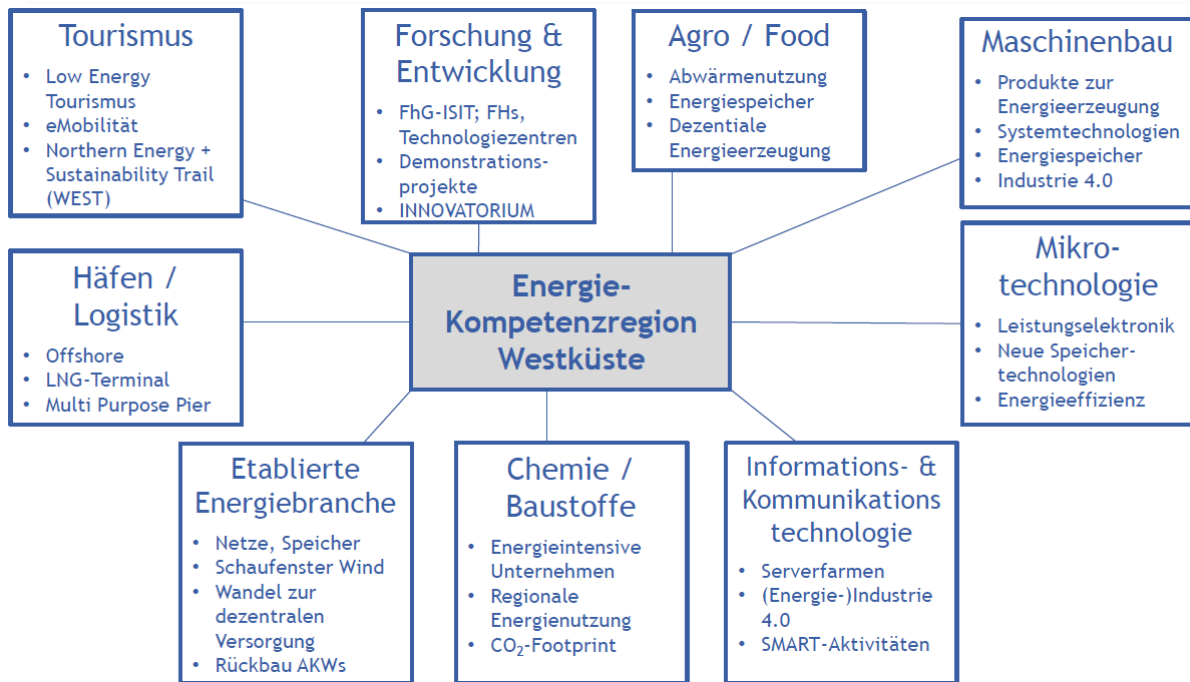 Tourismus
• Low Energy
Tourismus
• eMobilität
• Northern Energy +
Sustainability Trail
(WEST)
Forschung &
Entwicklung
• FhG-ISIT; FHs,
Technologiezentren
• Demonstrations-
projekte
• INNOVATORIUM
Agro / Food
• Abwärmenutzung
• Energiespeicher
• Dezentiale
Energieerzeugung
Maschinenbau
• Produkte zur
Energieerzeugung
• Systemtechnologien
• Energiespeicher
• Industrie 4.0
Häfen /
Logistik
• Offshore
• LNG-Terminal
• Multi Purpose Pier
Energie-
Kompetenzregion
Westküste
Mikro-
technologie
• Leistungselektronik
• Neue Speicher-
technologien
• Energieeffizienz
Etablierte
Energiebranche
• Netze, Speicher
• Schaufenster Wind
• Wandel zur
dezentralen
Versorgung
• Rückbau AKWs
Chemie /
Baustoffe
• Energieintensive
Unternehmen
• Regionale
Energienutzung
• CO₂-Footprint
Informations- &
Kommunikations
technologie
• Serverfarmen
• (Energie-)Industrie
4.0
• SMART-Aktivitäten